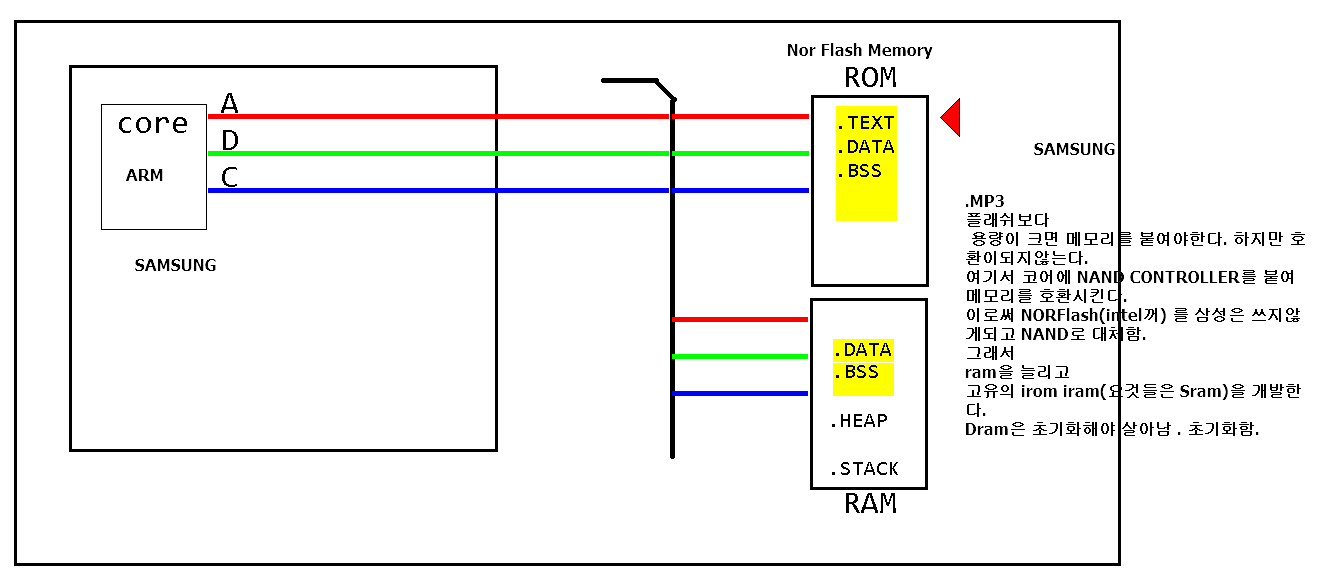 Nor Flash Memory
ROM
A
core
D
ARM
C
SAMSUNG
.TEXT
.DATA
.BSS
SAMSUNG
.MP3
플래쉬보다
용량이 크면 메모리를 붙여야한다. 하지만 호
환이되지않는다.
여기서 코어에 NAND CONTROLLER를 붙여
메모리를 호환시킨다.
이로써 NORFlash(intel꺼) 를 삼성은 쓰지않
게되고 NAND로 대처함.
그래서
ram을 늘리고
고유의 irom iram(요것들은 Sram)을 개발한
다.
Dram은 초기화해야 살아남 . 초기화함.
.DATA
.BSS
.HEAP
.STACK
RAM